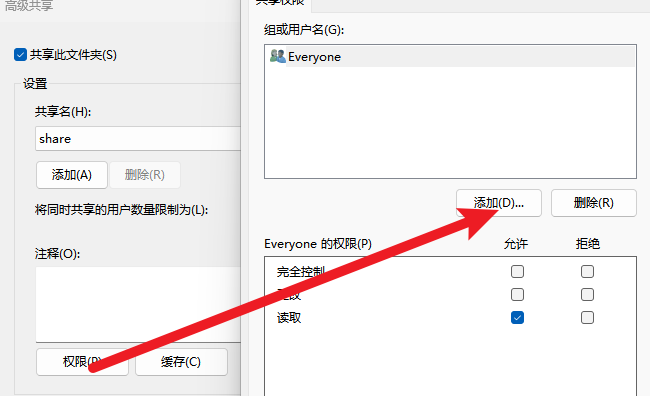 高级共享
共享此文件夹(S)
设置
共享名(H):
share
添加(A)
删除(R)
将同时共享的用户数量限制为(L):
注释(O):
缓存(C)
共享权限
组或用户名(G):
Everyone
添加(D)...
删除(R)
Everyone 的权限(P)
允许
拒绝
完全控制
读取